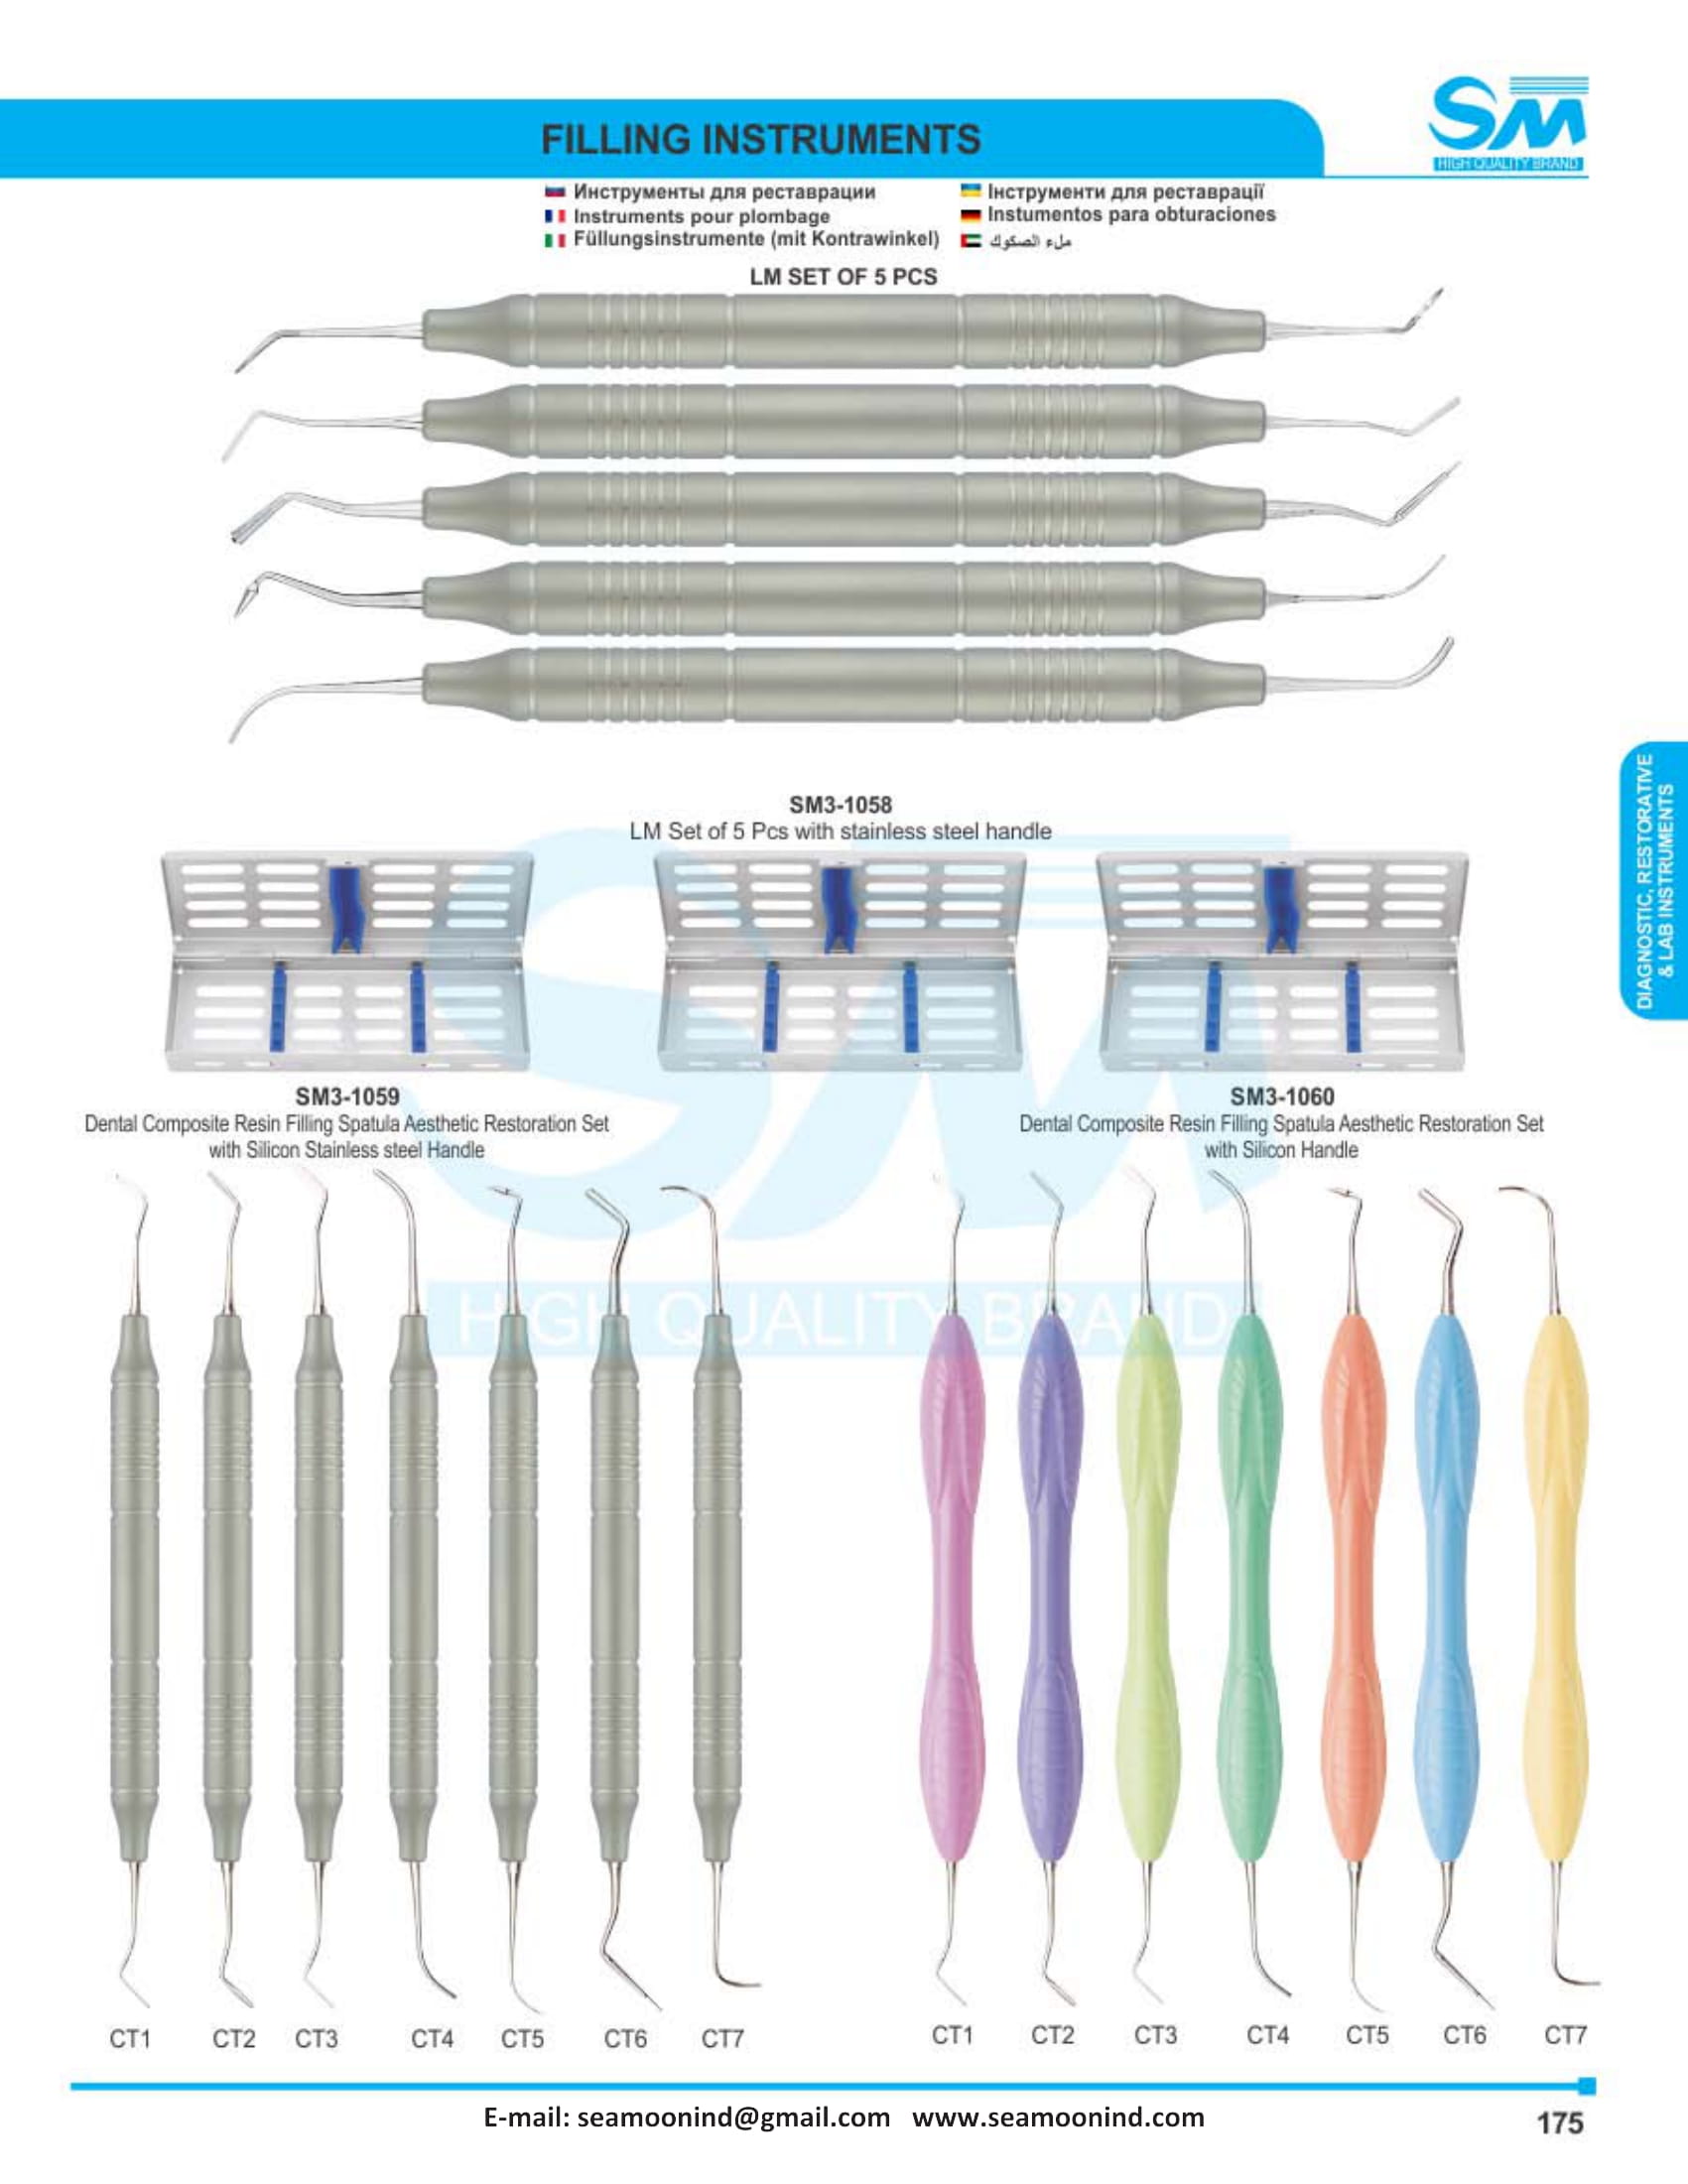 SM
HIGH QUALITY BRAND
FILLING INSTRUMENTS
Инструменты для реставрации
Інструменти для реставрації
Instruments pour plombage
Instumentos para obturaciones
Füllungsinstrumente (mit Kontrawinkel)
ملء الصكوك
LM SET OF 5 PCS
SM3-1058
LM Set of 5 Pcs with stainless steel handle
DIAGNOSTIC, RESTORATIVE
& LAB INSTRUMENTS
SM3-1059
Dental Composite Resin Filling Spatula Aesthetic Restoration Set
with Silicon Stainless steel Handle
SM3-1060
Dental Composite Resin Filling Spatula Aesthetic Restoration Set
with Silicon Handle
SM
HIGH QUALITY BRAND
CT1 CT2 CT3 CT4 CT5 CT6 CT7
CT1 CT2 CT3 CT4 CT5 CT6 CT7
E-mail: seamoonind@gmail.com www.seamoonind.com
175